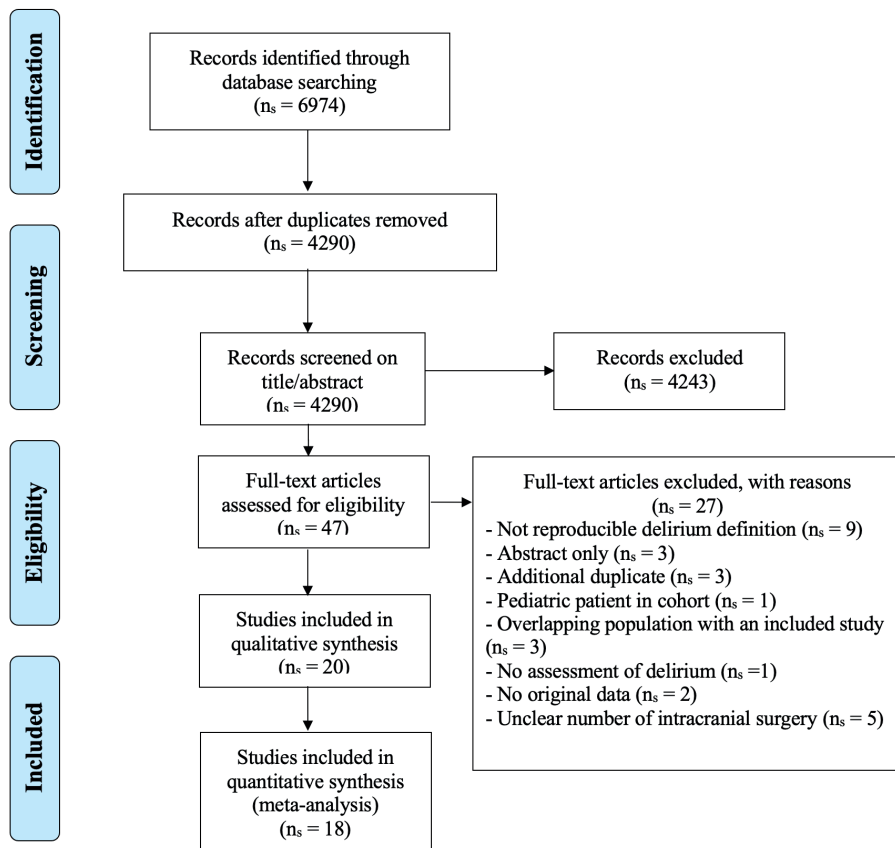 Identification
Records identified through
database searching
(nₛ = 6974)
Records after duplicates removed
(nₛ = 4290)
Screening
Records screened on
title/abstract
(nₛ = 4290)
Records excluded
(nₛ = 4243)
Eligibility
Full-text articles
assessed for eligibility
(nₛ = 47)
Full-text articles excluded, with reasons
(nₛ = 27)
- Not reproducible delirium definition (nₛ = 9)
- Abstract only (nₛ = 3)
- Additional duplicate (nₛ = 3)
- Pediatric patient in cohort (nₛ = 1)
- Overlapping population with an included study
(nₛ = 3)
- No assessment of delirium (nₛ =1)
- No original data (nₛ = 2)
- Unclear number of intracranial surgery (nₛ = 5)
Studies included in
qualitative synthesis
(nₛ = 20)
Included
Studies included in
quantitative synthesis
(meta-analysis)
(nₛ = 18)